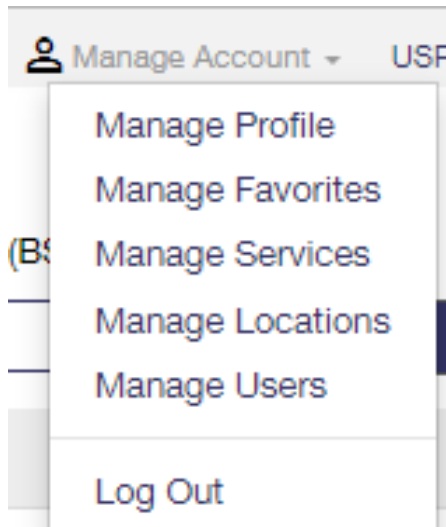 Manage Account USP
Manage Profile
Manage Favorites
(BS Manage Services
Manage Locations
Manage Users
Log Out